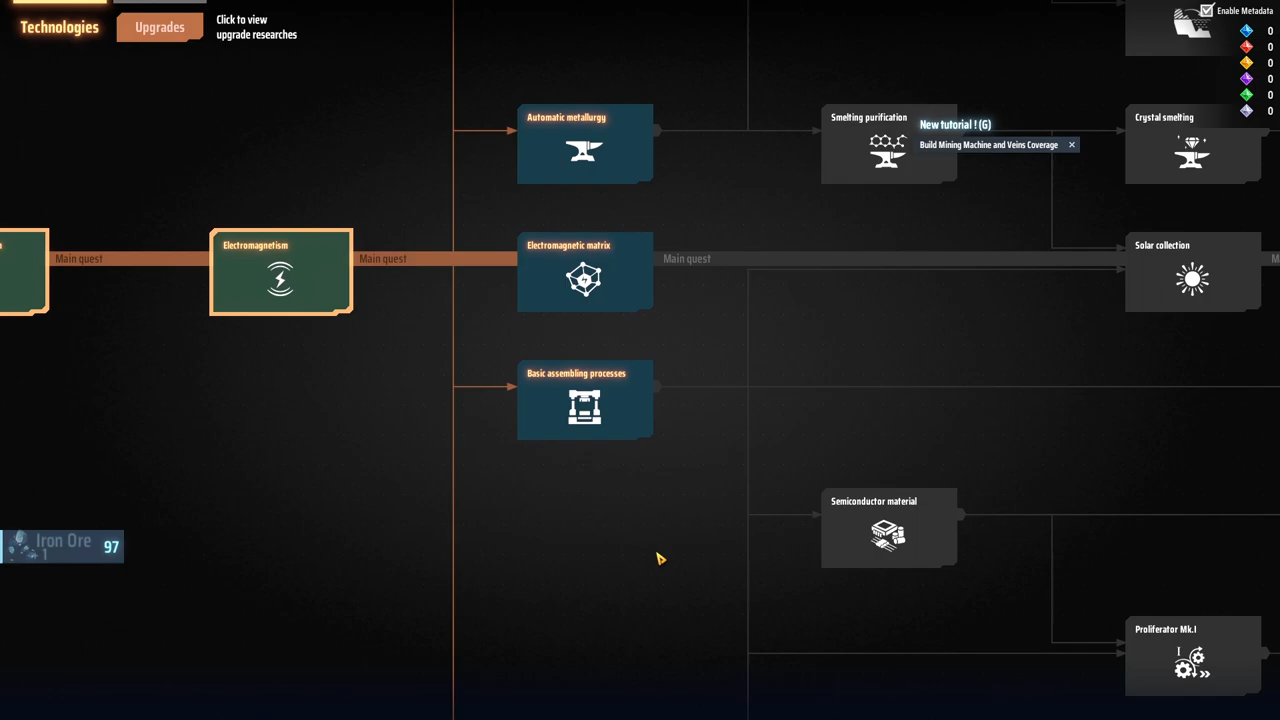 Technologies
Upgrades
Click to view
upgrade researches
Enable Metadata
0
0
0
0
0
0
Automatic metallurgy
Smelting purification
New tutorial ! (G)
Build Mining Machine and Veins Coverage
Crystal smelting
Main quest
Electromagnetism
Main quest
Electromagnetic matrix
Main quest
Solar collection
Basic assembling processes
Semiconductor material
Iron Ore
1
97
Proliferator Mk.I